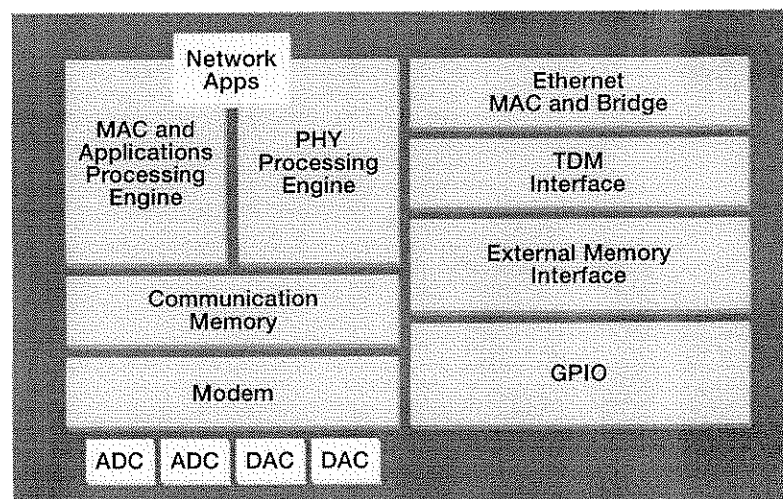 Network
Apps
MAC and
Applications
Processing
Engine
PHY
Processing
Engine
Communication
Memory
Modem
ADC ADC DAC DAC
Ethernet
MAC and Bridge
TDM
Interface
External Memory
Interface
GPIO